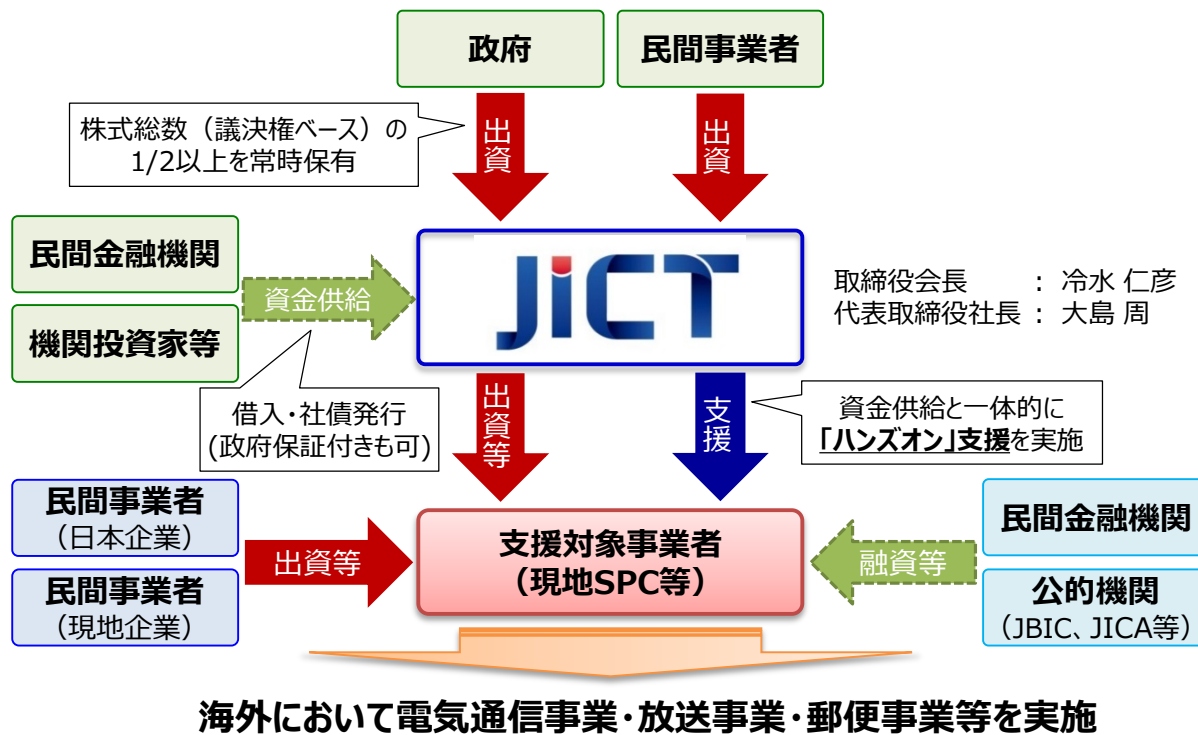 政府
民間事業者
株式総数（議決権ベース）の
1/2以上を常時保有
出資
出資
民間金融機関
機関投資家等
資金供給
JICT
取締役会長　　　： 冷水 仁彦
代表取締役社長 ： 大島 周
借入・社債発行
(政府保証付きも可)
出資等
支援
資金供給と一体的に
「ハンズオン」支援を実施
民間事業者
（日本企業）
民間事業者
（現地企業）
出資等
支援対象事業者
（現地SPC等）
融資等
民間金融機関
公的機関
（JBIC、JICA等）
海外において電気通信事業・放送事業・郵便事業等を実施